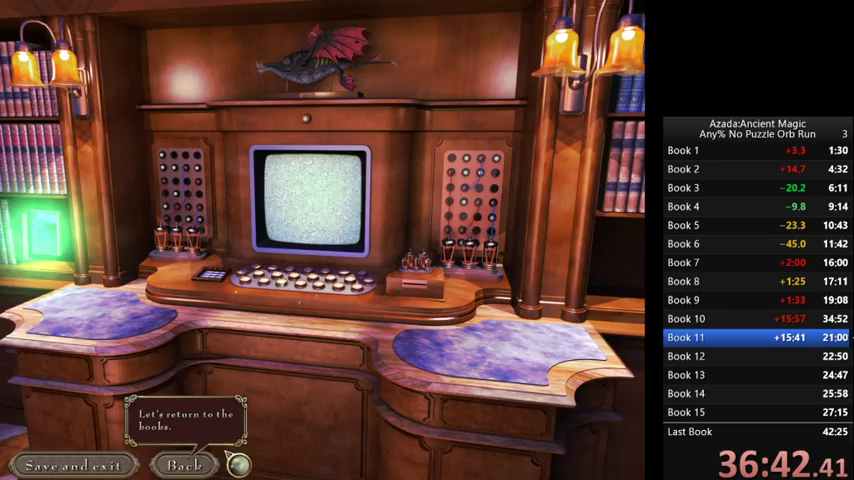 Azada:Ancient Magic
Any% No Puzzle Orb Run 3
Book 1 +3.3 1:30
Book 2 +14.7 4:32
Book 3 −20.2 6:11
Book 4 −9.8 9:14
Book 5 −23.3 10:43
Book 6 −45.0 11:42
Book 7 +2:00 16:00
Book 8 +1:25 17:11
Book 9 +1:33 19:08
Book 10 +15:57 34:52
Book 11 +15:41 21:00
Book 12 22:50
Book 13 24:47
Book 14 25:58
Book 15 27:15
Last Book 42:25
36:42.41
Let's return to the
books.
Save and exit
Back